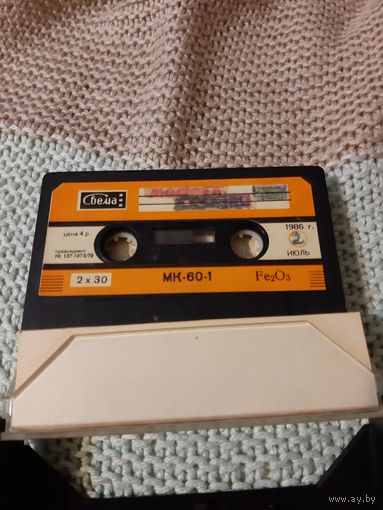 Свема
цена 4 р.
1986 г.
прейскурант
№ 137-1973/79
2
ИЮЛЬ
2 x 30
МК-60-1
Fe₂O₃
www.ay.by